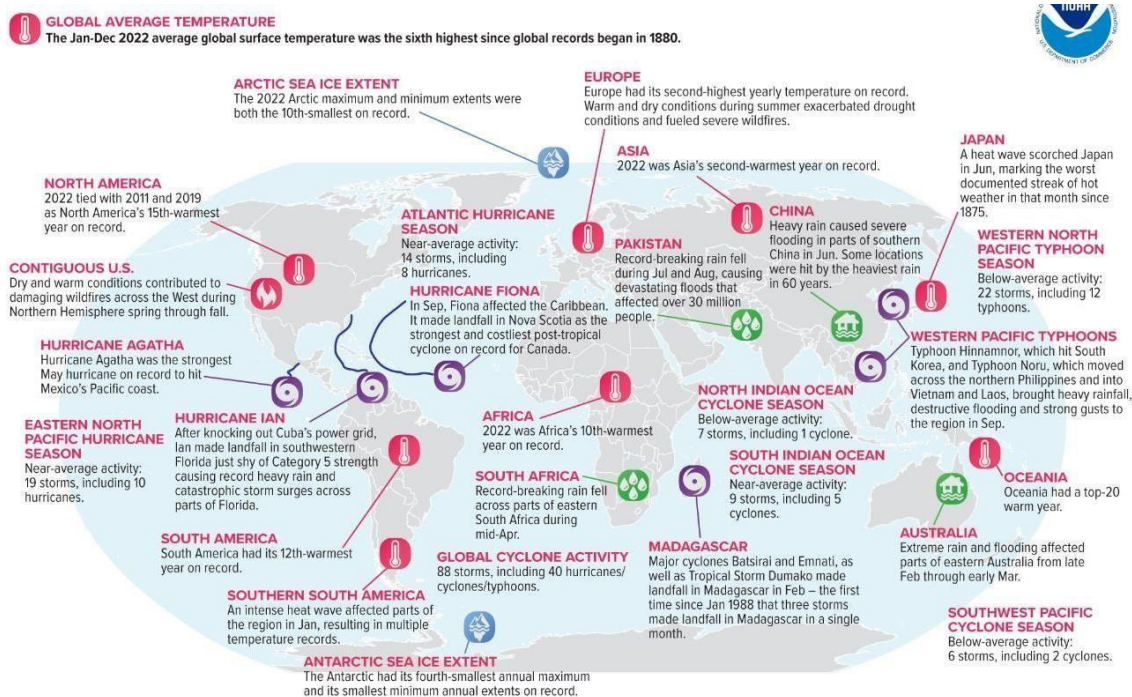 GLOBAL AVERAGE TEMPERATURE
The Jan-Dec 2022 average global surface temperature was the sixth highest since global records began in 1880.
NOAA
U.S. DEPARTMENT OF COMMERCE
ARCTIC SEA ICE EXTENT
The 2022 Arctic maximum and minimum extents were
both the 10th-smallest on record.
EUROPE
Europe had its second-highest yearly temperature on record.
Warm and dry conditions during summer exacerbated drought
conditions and fueled severe wildfires.
ASIA
2022 was Asia's second-warmest year on record.
JAPAN
A heat wave scorched Japan
in Jun, marking the worst
documented streak of hot
weather in that month since
1875.
NORTH AMERICA
2022 tied with 2011 and 2019
as North America's 15th-warmest
year on record.
ATLANTIC HURRICANE
SEASON
Near-average activity:
14 storms, including
8 hurricanes.
PAKISTAN
Record-breaking rain fell
during Jul and Aug, causing
devastating floods that
affected over 30 million
people.
CHINA
Heavy rain caused severe
flooding in parts of southern
China in Jun. Some locations
were hit by the heaviest rain
in 60 years.
WESTERN NORTH
PACIFIC TYPHOON
SEASON
Below-average activity:
22 storms, including 12
typhoons.
CONTIGUOUS U.S.
Dry and warm conditions contributed to
damaging wildfires across the West during
Northern Hemisphere spring through fall.
HURRICANE FIONA
In Sep, Fiona affected the Caribbean.
It made landfall in Nova Scotia as the
strongest and costliest post-tropical
cyclone on record for Canada.
HURRICANE AGATHA
Hurricane Agatha was the strongest
May hurricane on record to hit
Mexico's Pacific coast.
WESTERN PACIFIC TYPHOONS
Typhoon Hinnamnor, which hit South
Korea, and Typhoon Noru, which moved
across the northern Philippines and into
Vietnam and Laos, brought heavy rainfall,
destructive flooding and strong gusts to
the region in Sep.
EASTERN NORTH
PACIFIC HURRICANE
SEASON
Near-average activity:
19 storms, including 10
hurricanes.
HURRICANE IAN
After knocking out Cuba's power grid,
Ian made landfall in southwestern
Florida just shy of Category 5 strength
causing record heavy rain and
catastrophic storm surges across
parts of Florida.
AFRICA
2022 was Africa's 10th-warmest
year on record.
NORTH INDIAN OCEAN
CYCLONE SEASON
Below-average activity:
7 storms, including 1 cyclone.
SOUTH INDIAN OCEAN
CYCLONE SEASON
Near-average activity:
9 storms, including 5
cyclones.
SOUTH AFRICA
Record-breaking rain fell
across parts of eastern
South Africa during
mid-Apr.
OCEANIA
Oceania had a top-20
warm year.
SOUTH AMERICA
South America had its 12th-warmest
year on record.
GLOBAL CYCLONE ACTIVITY
88 storms, including 40 hurricanes/
cyclones/typhoons.
MADAGASCAR
Major cyclones Batsirai and Emnati, as
well as Tropical Storm Dumako made
landfall in Madagascar in Feb – the first
time since Jan 1988 that three storms
made landfall in Madagascar in a single
month.
AUSTRALIA
Extreme rain and flooding affected
parts of eastern Australia from late
Feb through early Mar.
SOUTHERN SOUTH AMERICA
An intense heat wave affected parts of
the region in Jan, resulting in multiple
temperature records.
SOUTHWEST PACIFIC
CYCLONE SEASON
Below-average activity:
6 storms, including 2 cyclones.
ANTARCTIC SEA ICE EXTENT
The Antarctic had its fourth-smallest annual maximum
and its smallest minimum annual extents on record.